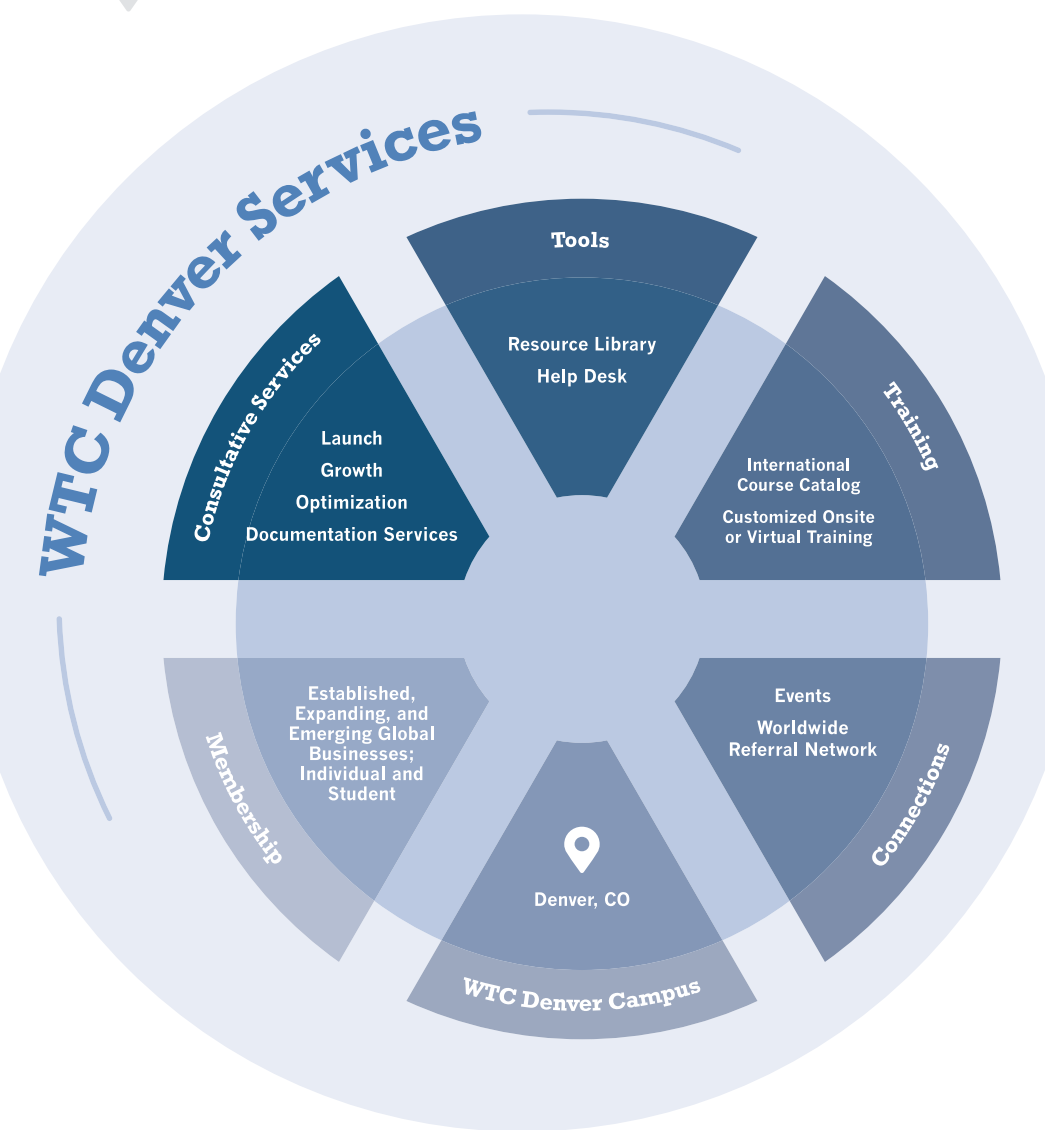 WTC Denver Services
Tools
Resource Library
Help Desk
Training
International
Course Catalog
Customized Onsite
or Virtual Training
Connections
Events
Worldwide
Referral Network
WTC Denver Campus
Denver, CO
Membership
Established,
Expanding, and
Emerging Global
Businesses;
Individual and
Student
Consultative Services
Launch
Growth
Optimization
Documentation Services